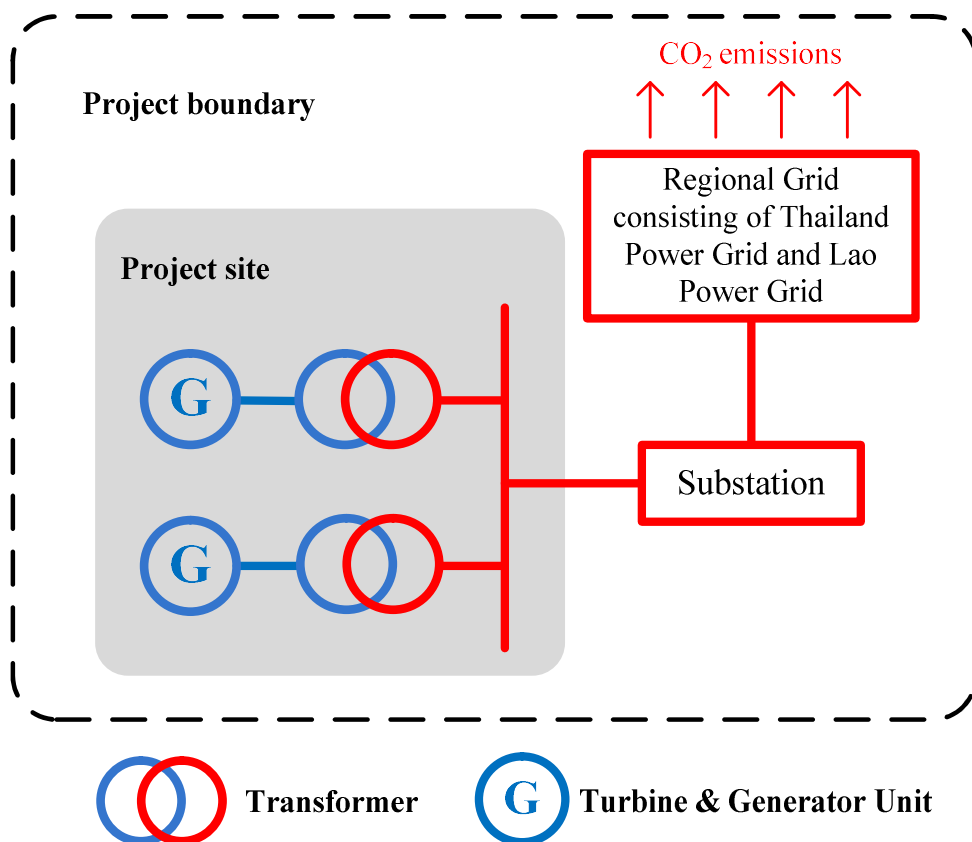 CO₂ emissions
Project boundary
Regional Grid
consisting of Thailand
Power Grid and Lao
Power Grid
Project site
G
Substation
G
Transformer
G
Turbine & Generator Unit